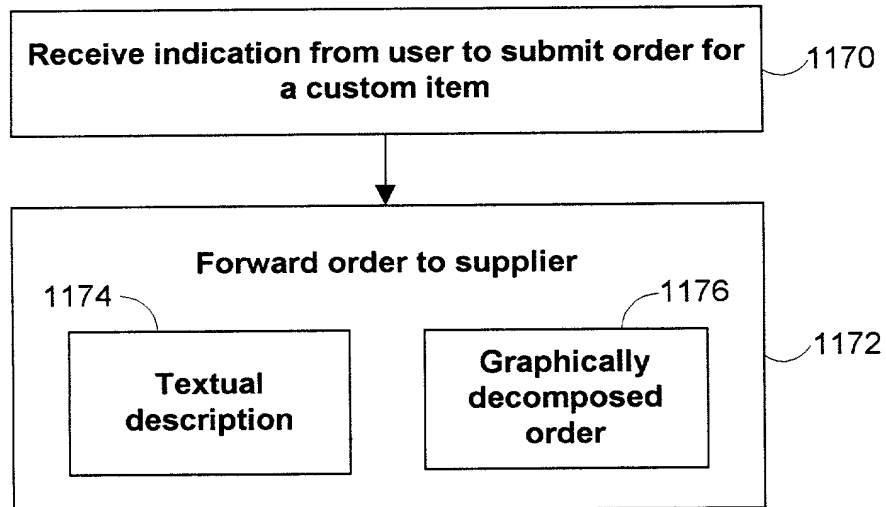 Receive indication from user to submit order for
a custom item
1170
Forward order to supplier
1174
1176
Textual
description
Graphically
decomposed
order
1172